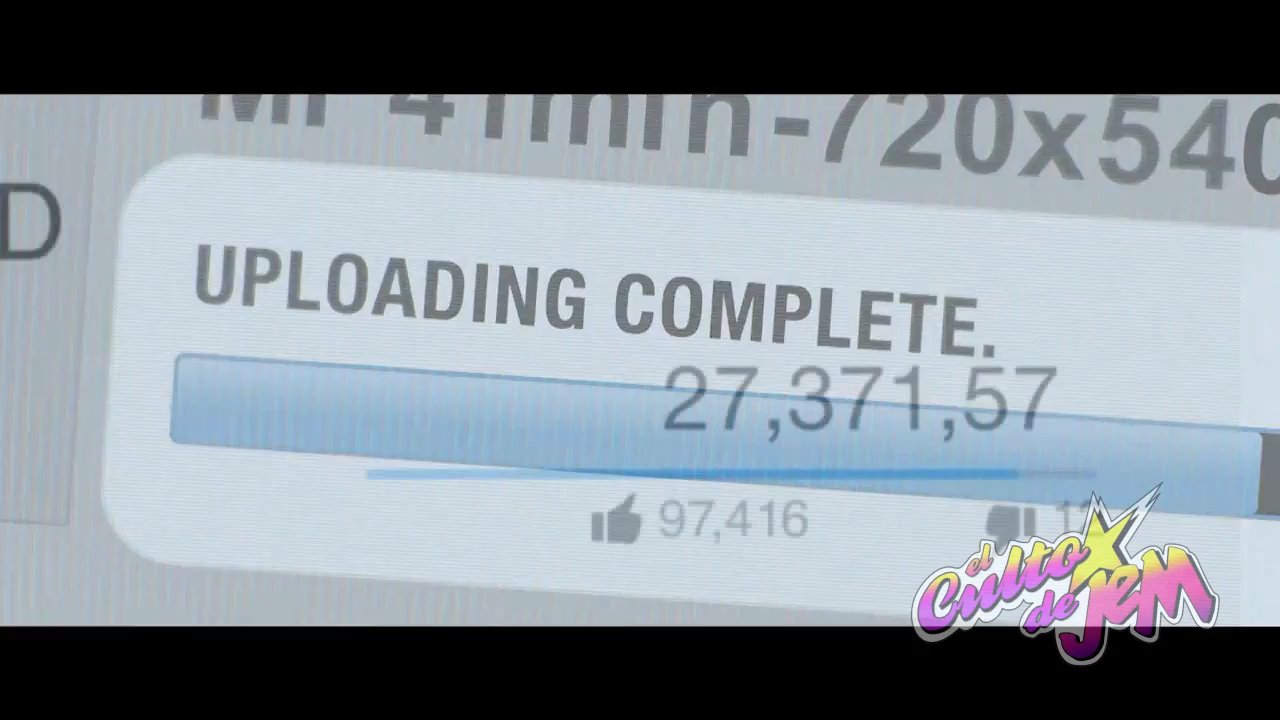 41min-720x540
D
UPLOADING COMPLETE.
27,371,57
97,416
el
Culto
de JEM